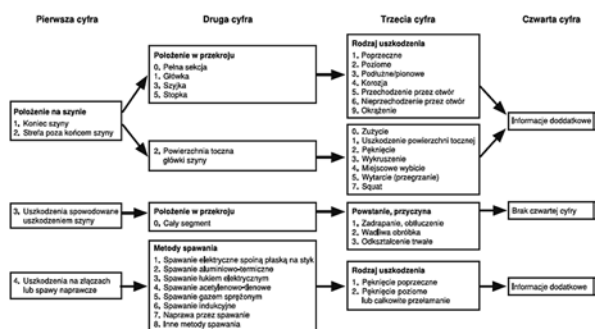 Pierwsza cyfra
Druga cyfra
Trzecia cyfra
Czwarta cyfra
Położenie na szynie
1, Koniec szyny
2, Strefa poza końcem szyny
Położenie w przekroju
0, Pełna sekcja
1, Główka
3, Szyjka
5, Stopka
Rodzaj uszkodzenia
1, Poprzeczne
2, Poziome
3, Podłużne/pionowe
4, Korozja
5, Przechodzenie przez otwór
6, Nieprzechodzenie przez otwór
9, Okrążenie
Informacje doddatkowe
2, Powierzchnia toczna
główki szyny
0, Zużycie
1, Uszkodzenie powierzchni tocznej
2, Pęknięcie
3, Wykruszenie
4, Miejscowe wybicie
5, Wytarcie (przegrzanie)
7, Squat
3, Uszkodzenia spowodowane
uszkodzeniem szyny
Położenie w przekroju
0, Cały segment
Powstanie, przyczyna
1, Zadrapanie, obtłuczenie
2, Wadliwa obróbka
3, Odkształcenie trwałe
Brak czwartej cyfry
4, Uszkodzenia na złączach
lub spawy naprawcze
Metody spawania
1, Spawanie elektryczne spoiną płaską na styk
2, Spawanie aluminiowo-termiczne
3, Spawanie łukiem elektrycznym
4, Spawanie acetylenowo-tlenowe
5, Spawanie gazem sprężonym
6, Spawanie indukcyjne
7, Naprawa przez spawanie
8, Inne metody spawania
Rodzaj uszkodzenia
1, Pęknięcie poprzeczne
2, Pęknięcie poziome
lub całkowite przełamanie
Informacje dodatkowe